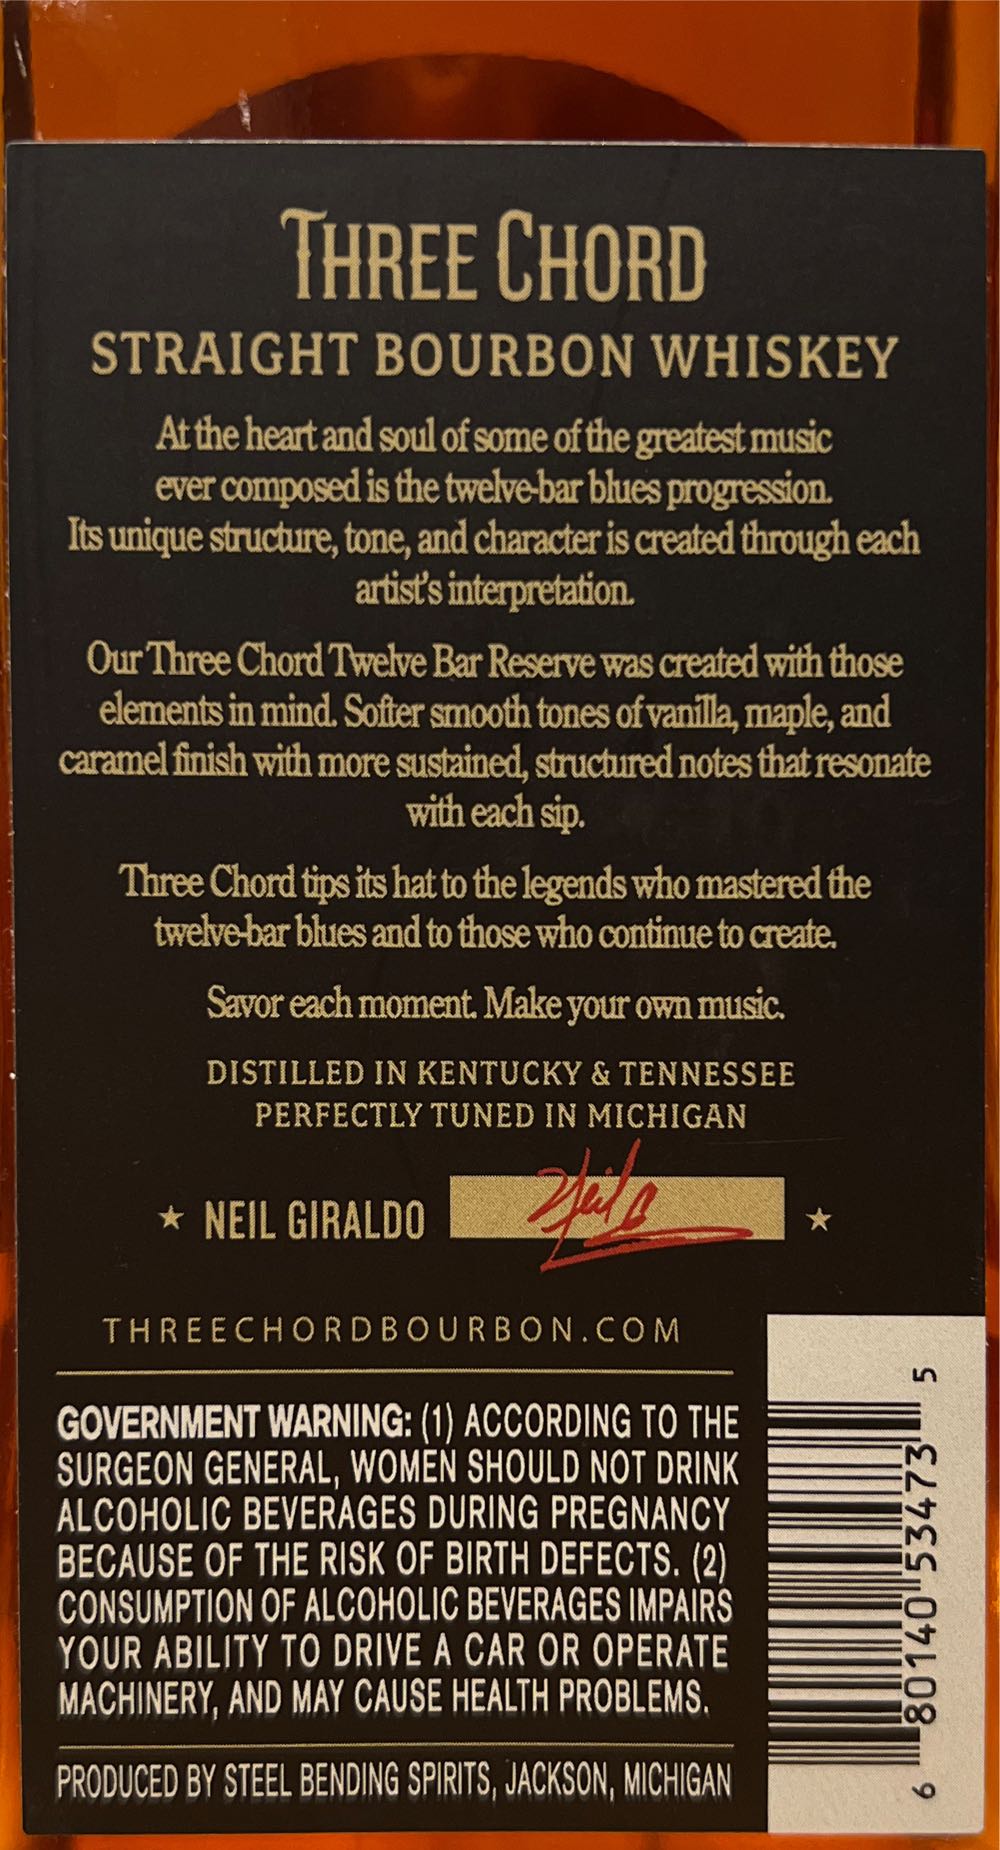 THREE CHORD
STRAIGHT BOURBON WHISKEY
At the heart and soul of some of the greatest music
ever composed is the twelve-bar blues progression.
Its unique structure, tone, and character is created through each
artist's interpretation.
Our Three Chord Twelve Bar Reserve was created with those
elements in mind. Softer smooth tones of vanilla, maple, and
caramel finish with more sustained, structured notes that resonate
with each sip.
Three Chord tips its hat to the legends who mastered the
twelve-bar blues and to those who continue to create.
Savor each moment. Make your own music.
DISTILLED IN KENTUCKY & TENNESSEE
PERFECTLY TUNED IN MICHIGAN
★ NEIL GIRALDO Neil G ★
THREECHORDBOURBON.COM
GOVERNMENT WARNING: (1) ACCORDING TO THE
SURGEON GENERAL, WOMEN SHOULD NOT DRINK
ALCOHOLIC BEVERAGES DURING PREGNANCY
BECAUSE OF THE RISK OF BIRTH DEFECTS. (2)
CONSUMPTION OF ALCOHOLIC BEVERAGES IMPAIRS
YOUR ABILITY TO DRIVE A CAR OR OPERATE
MACHINERY, AND MAY CAUSE HEALTH PROBLEMS.
PRODUCED BY STEEL BENDING SPIRITS, JACKSON, MICHIGAN
6 80140 53473 5